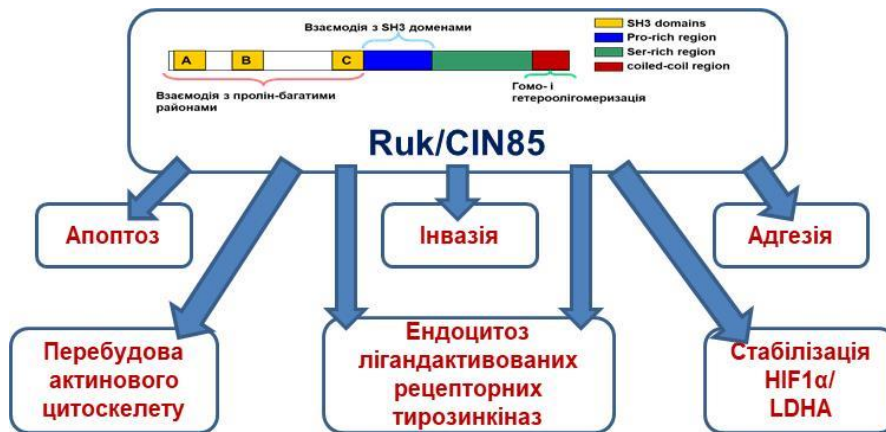 Взаємодія з SH3 доменами
SH3 domains
Pro-rich region
Ser-rich region
coiled-coil region
A B C
Взаємодія з пролін-багатими
районами
Гомо- і
гетероолігомеризація
Ruk/CIN85
Апоптоз
Інвазія
Адгезія
Перебудова
актинового
цитоскелету
Ендоцитоз
лігандактивованих
рецепторних
тирозинкіназ
Стабілізація
HIF1α/
LDHA